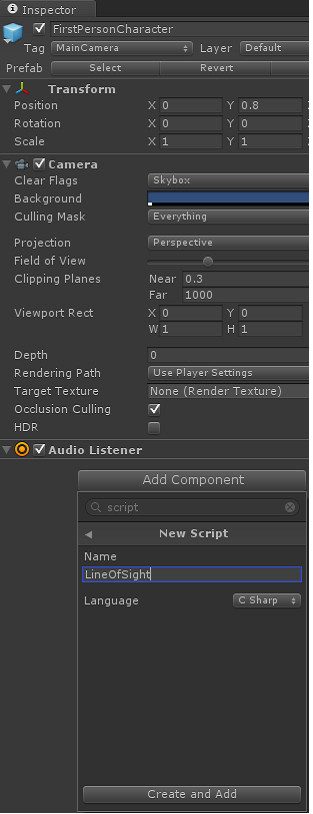 Inspector
FirstPersonCharacter
Tag MainCamera Layer Default
Prefab Select Revert
Transform
Position X 0 Y 0.8
Rotation X 0 Y 0
Scale X 1 Y 1
Camera
Clear Flags Skybox
Background
Culling Mask Everything
Projection Perspective
Field of View
Clipping Planes Near 0.3
Far 1000
Viewport Rect X 0 Y 0
W 1 H 1
Depth 0
Rendering Path Use Player Settings
Target Texture None (Render Texture)
Occlusion Culling
HDR
Audio Listener
Add Component
script
New Script
Name
LineOfSight
Language C Sharp
Create and Add